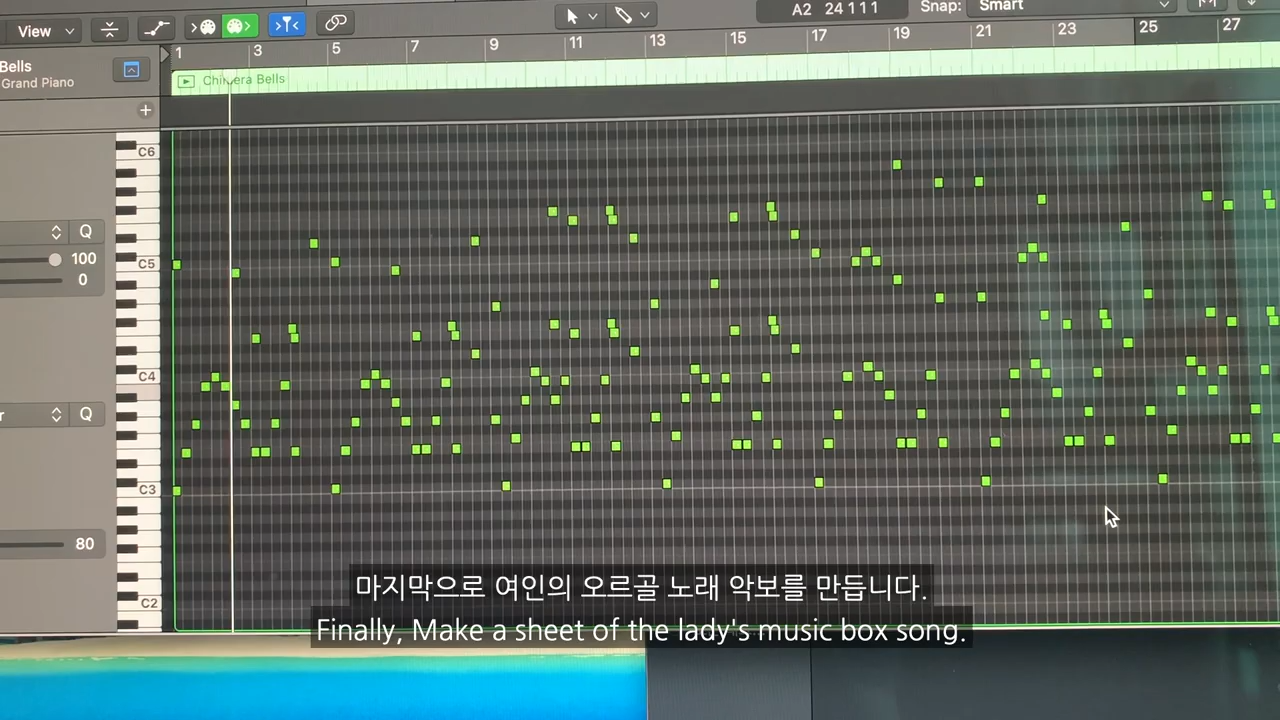 View
A2 24 1 1 1
Snap: Smart
1 3 5 7 9 11 13 15 17 19 21 23 25 27
Bells
Grand Piano
Chimera Bells
+
C6
Q
100
0
C5
C4
r
Q
C3
80
C2
마지막으로 여인의 오르골 노래 악보를 만듭니다.
Finally, Make a sheet of the lady's music box song.